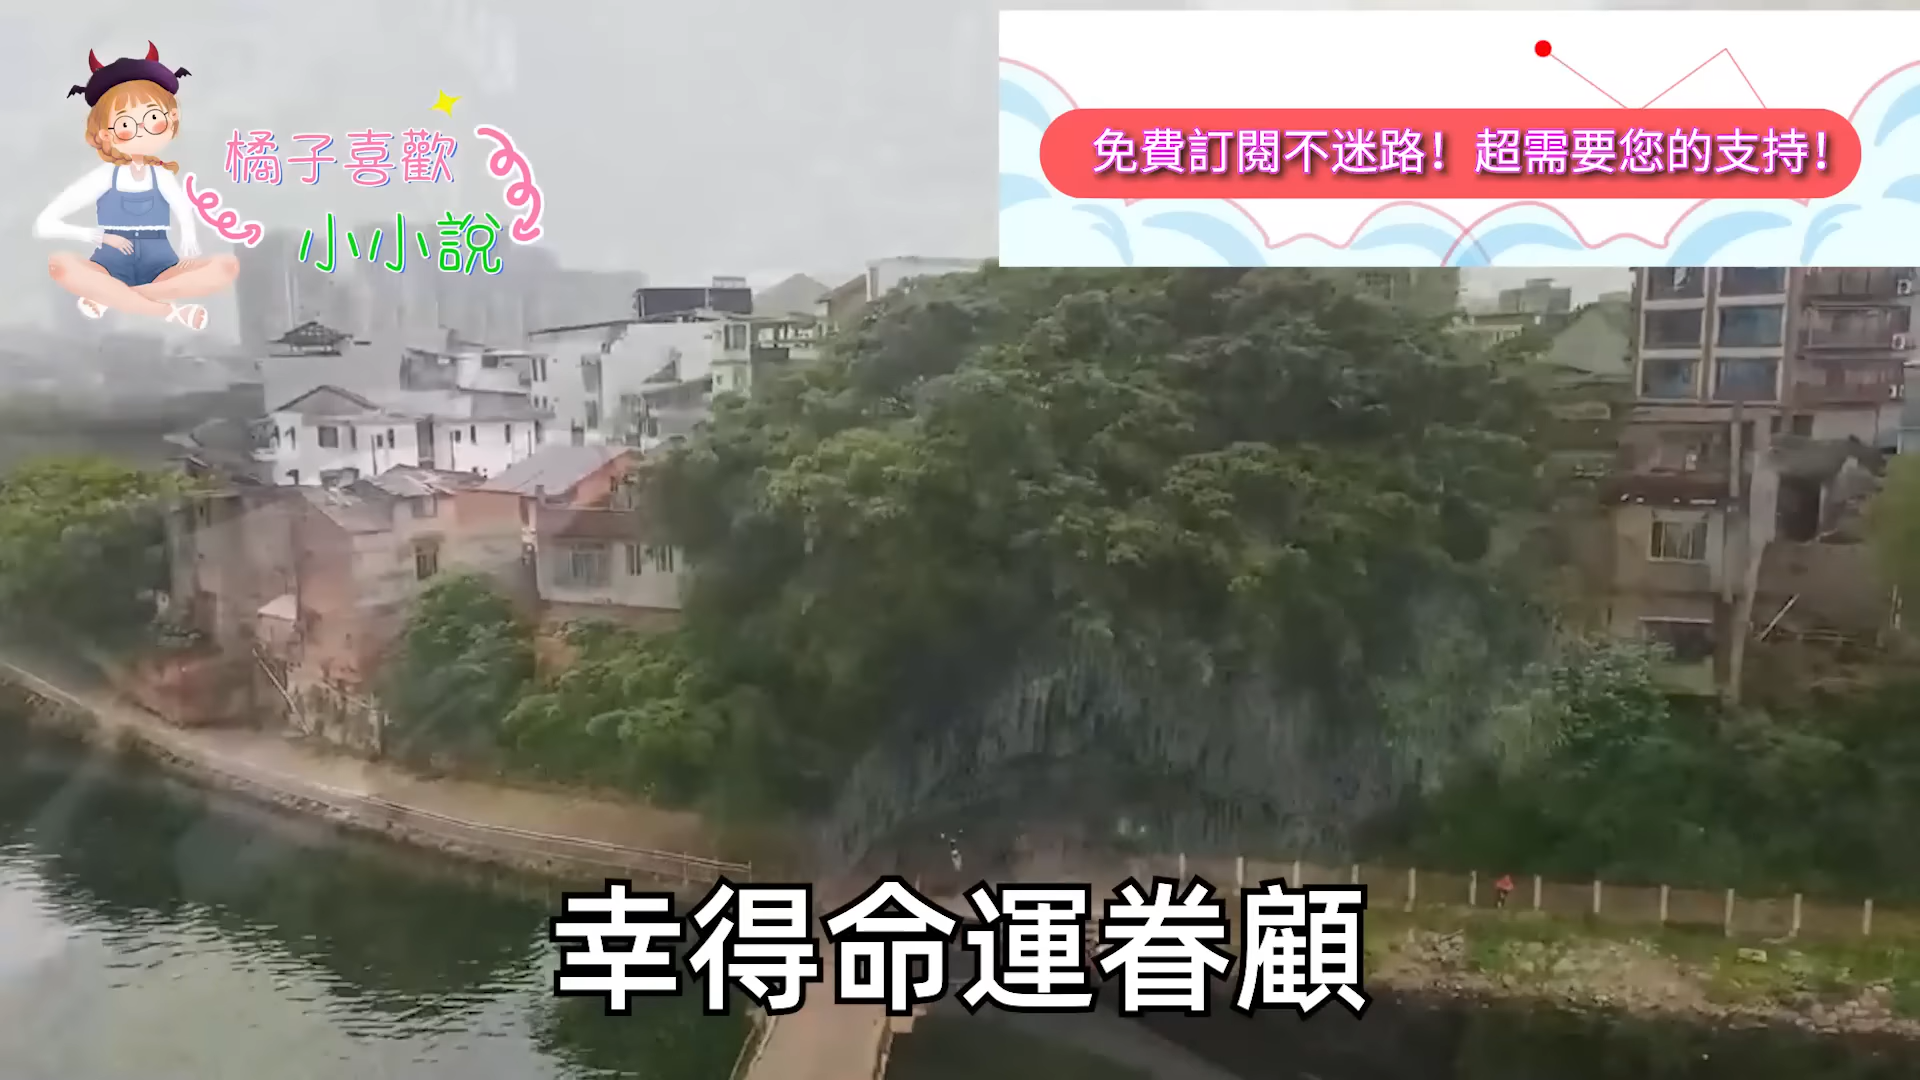 橘子喜歡
小小說
免費訂閱不迷路！超需要您的支持！
幸得命運眷顧